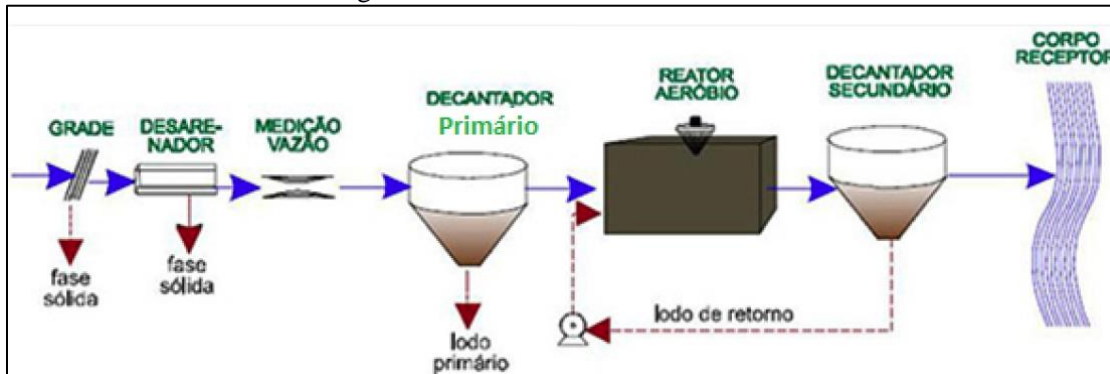 GRADE
DESARE-
NADOR
MEDIÇÃO
VAZÃO
DECANTADOR
Primário
REATOR
AERÓBIO
DECANTADOR
SECUNDÁRIO
CORPO
RECEPTOR
fase
sólida
fase
sólida
lodo
primário
lodo de retorno